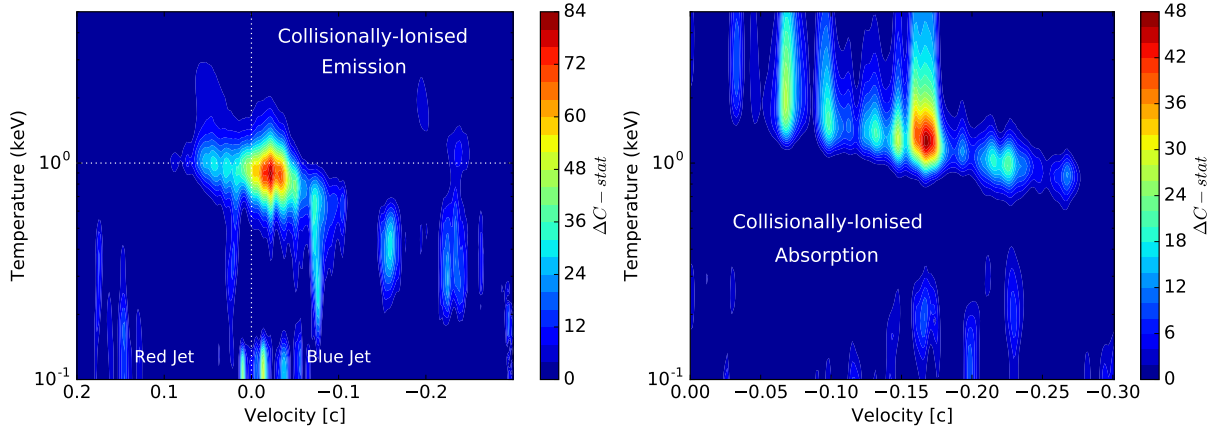 Collisionally-Ionised
Emission
Red Jet
Blue Jet
Temperature (keV)
10^0
10^-1
0.2
0.1
0.0
−0.1
−0.2
Velocity [c]
84
72
60
48
36
24
12
0
ΔC − stat
Collisionally-Ionised
Absorption
Temperature (keV)
10^0
10^-1
0.00
−0.05
−0.10
−0.15
−0.20
−0.25
−0.30
Velocity [c]
48
42
36
30
24
18
12
6
0
ΔC − stat